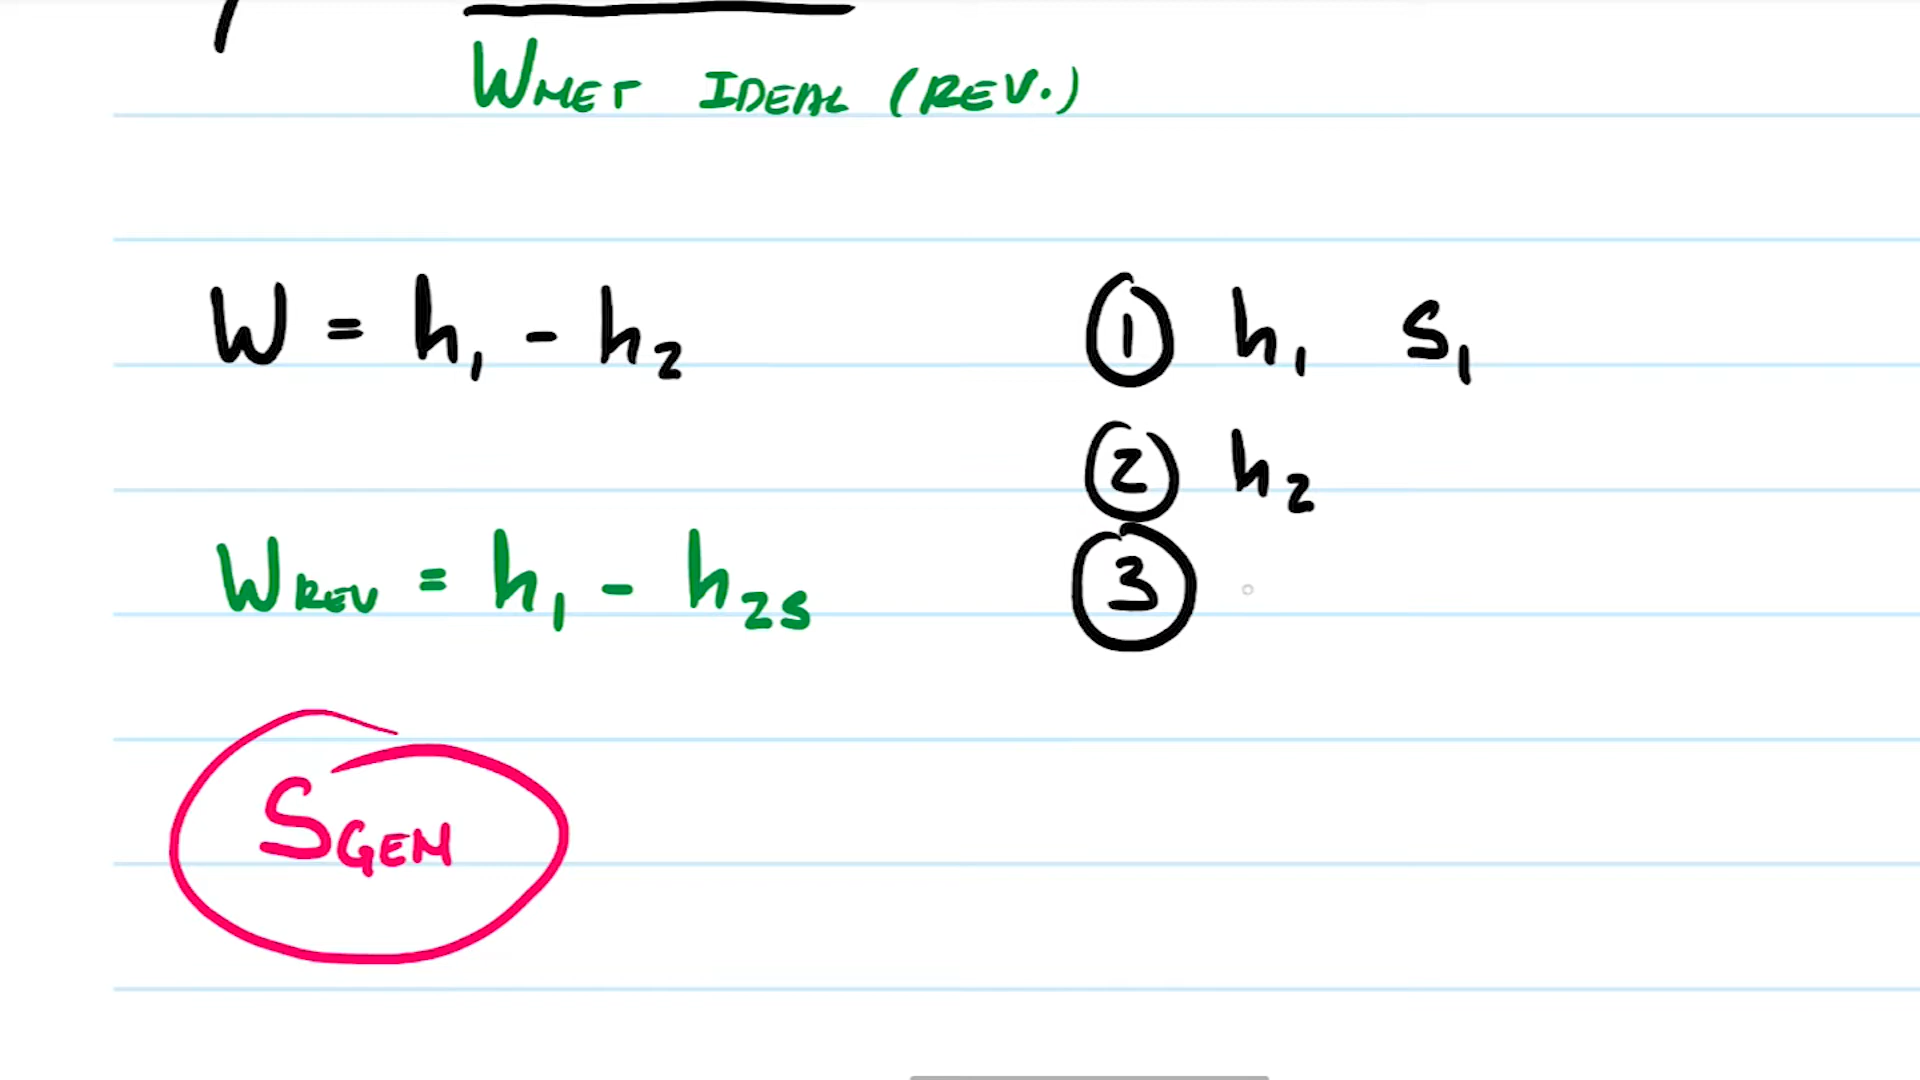 WNET IDEAL (REV.)
W = h₁ - h₂
① h₁ S₁
② h₂
WREV = h₁ - h₂s
③
SGEN